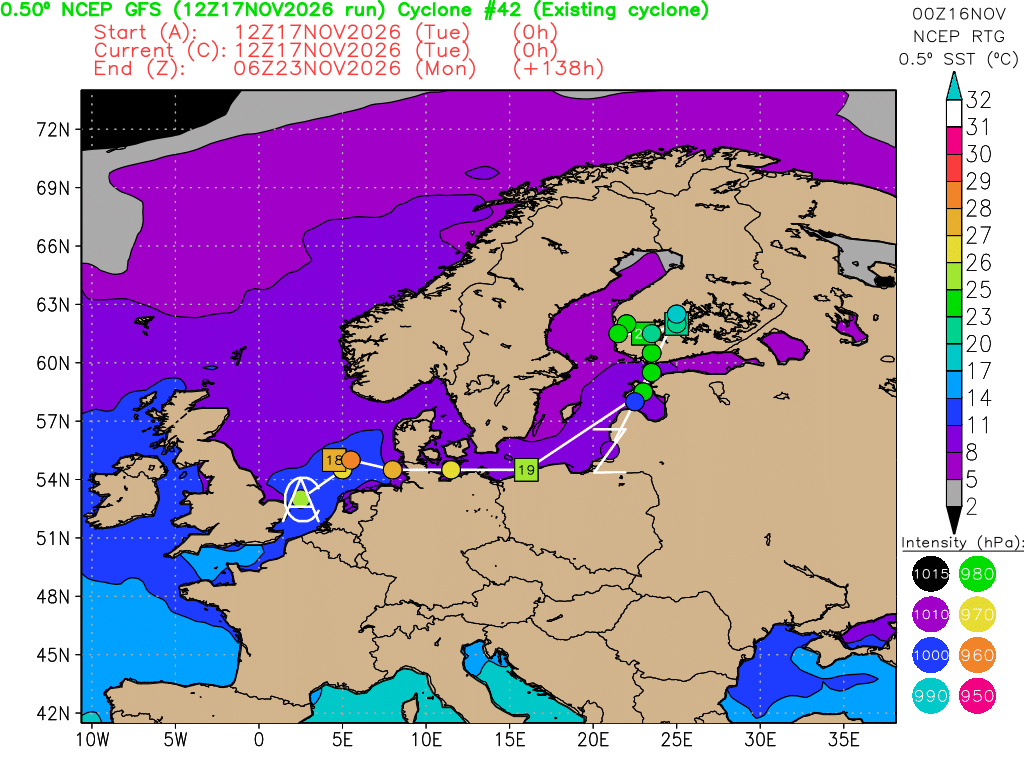 0.50° NCEP GFS (12Z17NOV2026 run) Cyclone #42 (Existing cyclone)
Start (A): 12Z17NOV2026 (Tue) (0h)
Current (C): 12Z17NOV2026 (Tue) (0h)
End (Z): 06Z23NOV2026 (Mon) (+138h)
00Z16NOV
NCEP RTG
0.5° SST (°C)
32
31
30
29
28
27
26
25
23
20
17
14
11
8
5
2
72N
69N
66N
63N
60N
57N
54N
51N
48N
45N
42N
10W 5W 0 5E 10E 15E 20E 25E 30E 35E
18
19
A
Z
Intensity (hPa):
1015 980
1010 970
1000 960
990 950